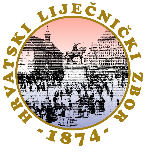 HRVATSKI LIJEČNIČKI ZBOR
-1874-